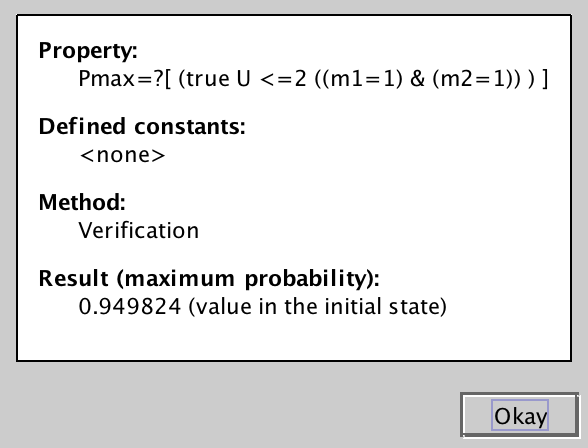 Property:
Pmax=?[ (true U <=2 ((m1=1) & (m2=1)) ) ]
Defined constants:
<none>
Method:
Verification
Result (maximum probability):
0.949824 (value in the initial state)
Okay